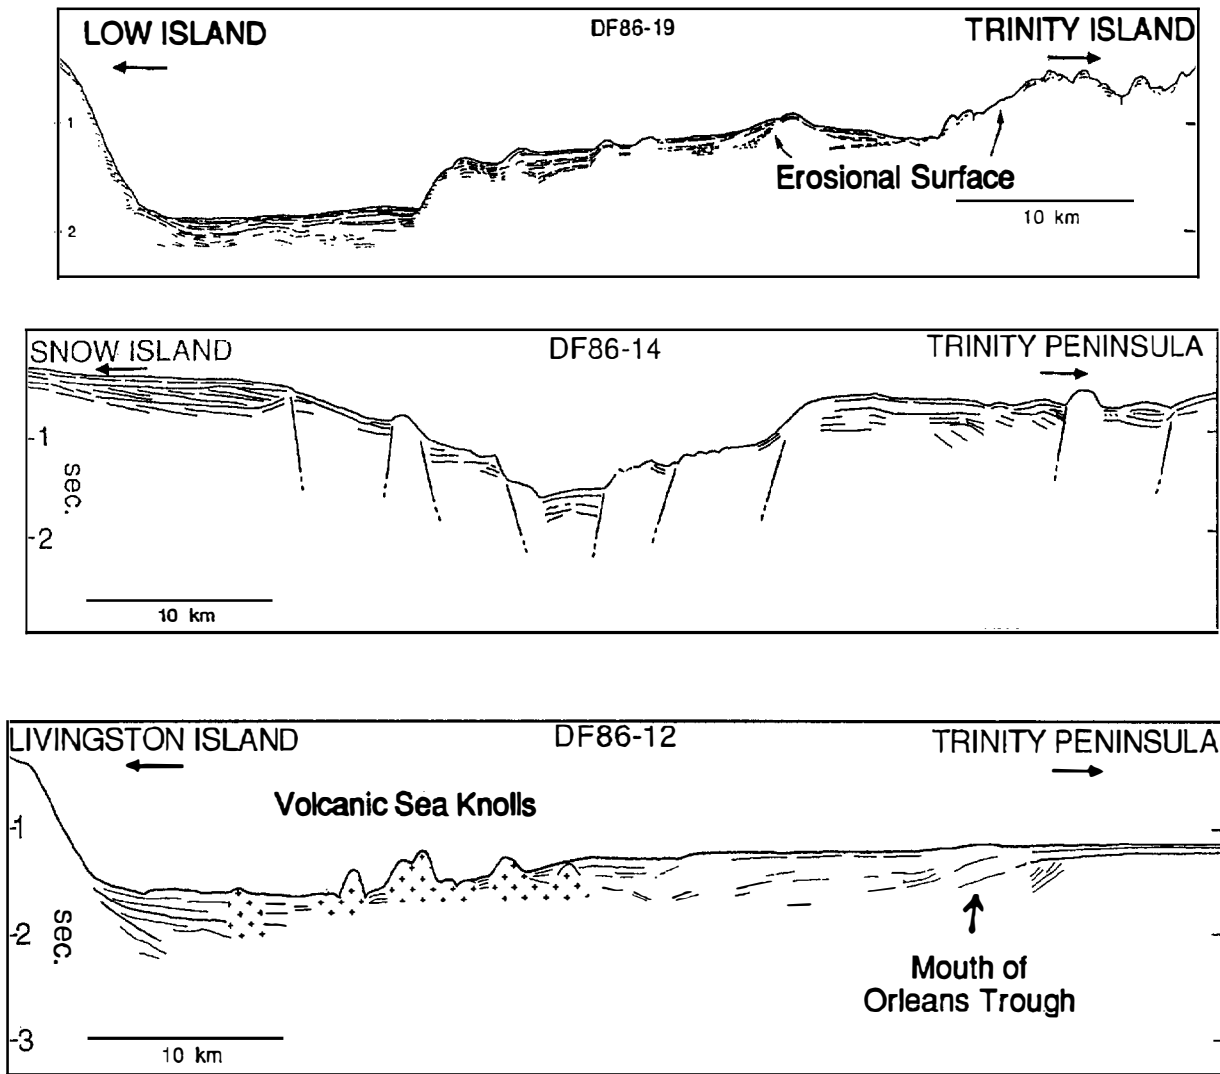 LOW ISLAND
DF86-19
TRINITY ISLAND
1
2
Erosional Surface
10 km
SNOW ISLAND
DF86-14
TRINITY PENINSULA
1
sec.
2
10 km
LIVINGSTON ISLAND
DF86-12
TRINITY PENINSULA
Volcanic Sea Knolls
1
2
sec.
Mouth of
Orleans Trough
3
10 km